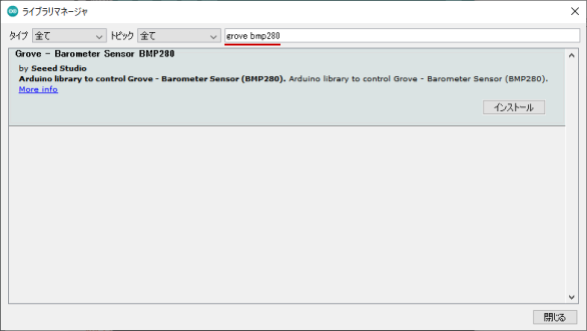 ライブラリマネージャ
タイプ 全て トピック 全て grove bmp280
Grove - Barometer Sensor BMP280
by Seeed Studio
Arduino library to control Grove - Barometer Sensor (BMP280). Arduino library to control Grove - Barometer Sensor (BMP280).
More info
インストール
閉じる